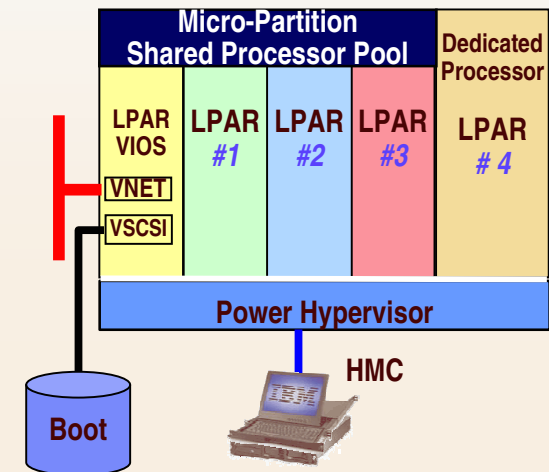 Micro-Partition
Shared Processor Pool
Dedicated
Processor
LPAR
VIOS
VNET
VSCSI
LPAR
#1
LPAR
#2
LPAR
#3
LPAR
# 4
Power Hypervisor
HMC
IBM
Boot